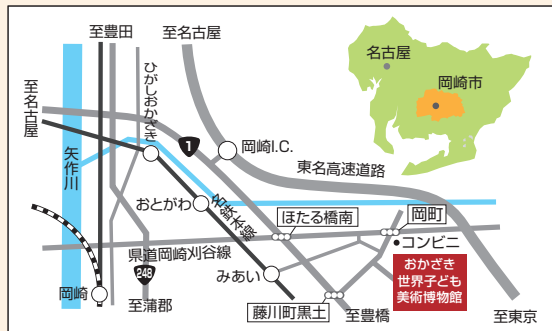 至豊田
至名古屋
至名古屋
ひがしおかざき
名古屋
岡崎市
1
岡崎I.C.
東名高速道路
矢作川
おとがわ
名鉄本線
ほたる橋南
岡町
コンビニ
県道岡崎刈谷線
248
みあい
おかざき
世界子ども
美術博物館
岡崎
至蒲郡
藤川町黒土
至豊橋
至東京